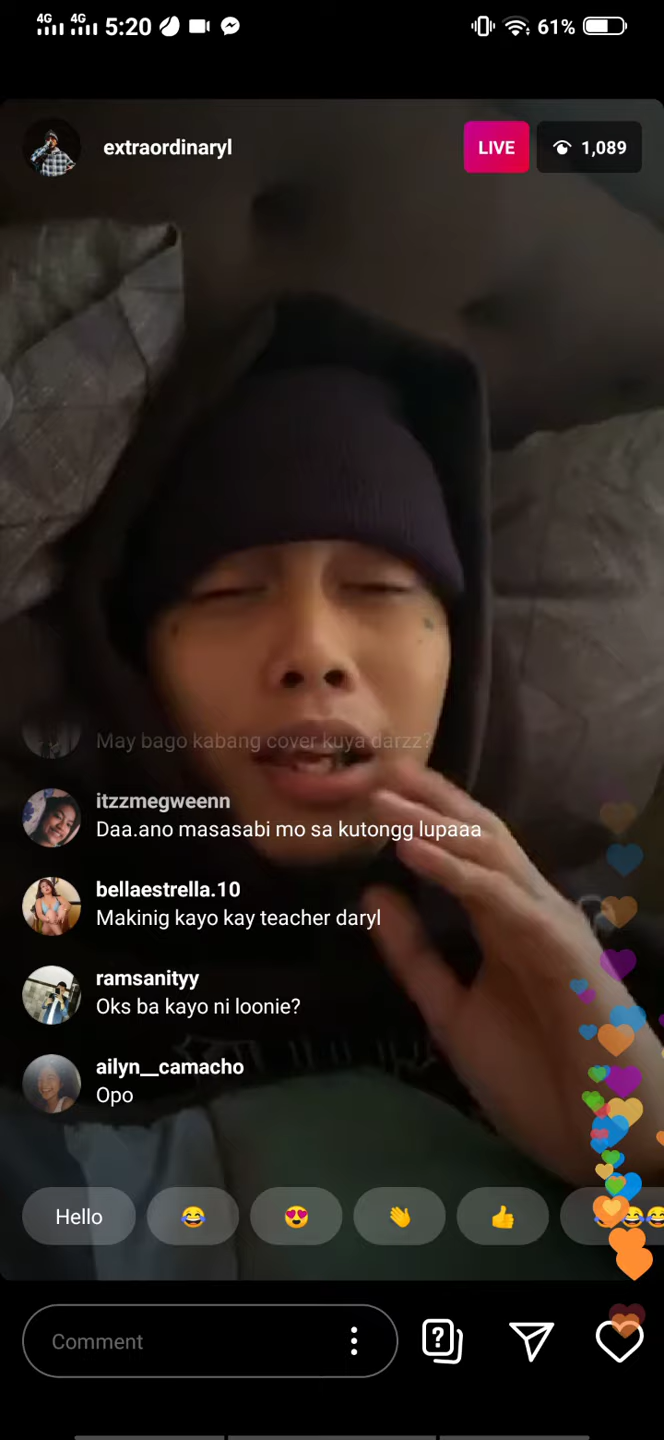 4G 4G 5:20 61%
extraordinaryl LIVE 1,089
May bago kabang cover kuya darzz?
itzzmegweenn
Daa.ano masasabi mo sa kutongg lupaaa
bellaestrella.10
Makinig kayo kay teacher daryl
ramsanityy
Oks ba kayo ni loonie?
ailyn__camacho
Opo
Hello
Comment